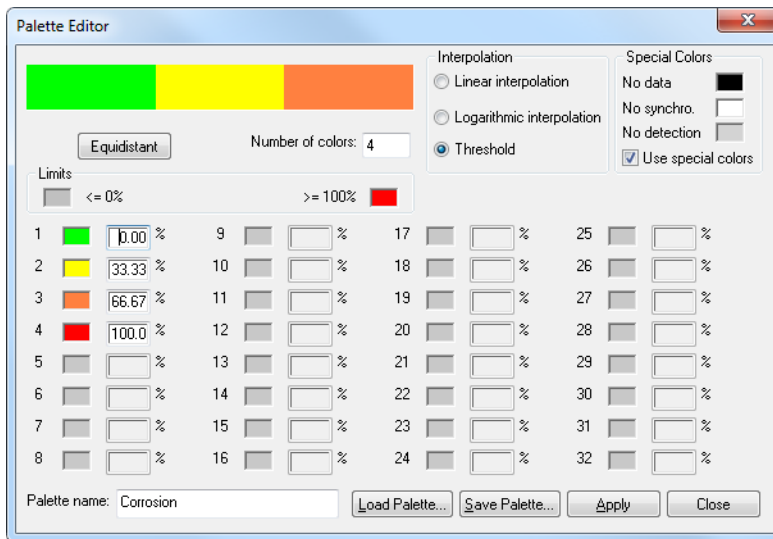 Palette Editor
Interpolation
Linear interpolation
Logarithmic interpolation
Threshold
Special Colors
No data
No synchro.
No detection
Use special colors
Equidistant
Number of colors: 4
Limits
<= 0%
>= 100%
1 0.00 % 9 % 17 % 25 %
2 33.33 % 10 % 18 % 26 %
3 66.67 % 11 % 19 % 27 %
4 100.0 % 12 % 20 % 28 %
5 % 13 % 21 % 29 %
6 % 14 % 22 % 30 %
7 % 15 % 23 % 31 %
8 % 16 % 24 % 32 %
Palette name: Corrosion Load Palette... Save Palette... Apply Close